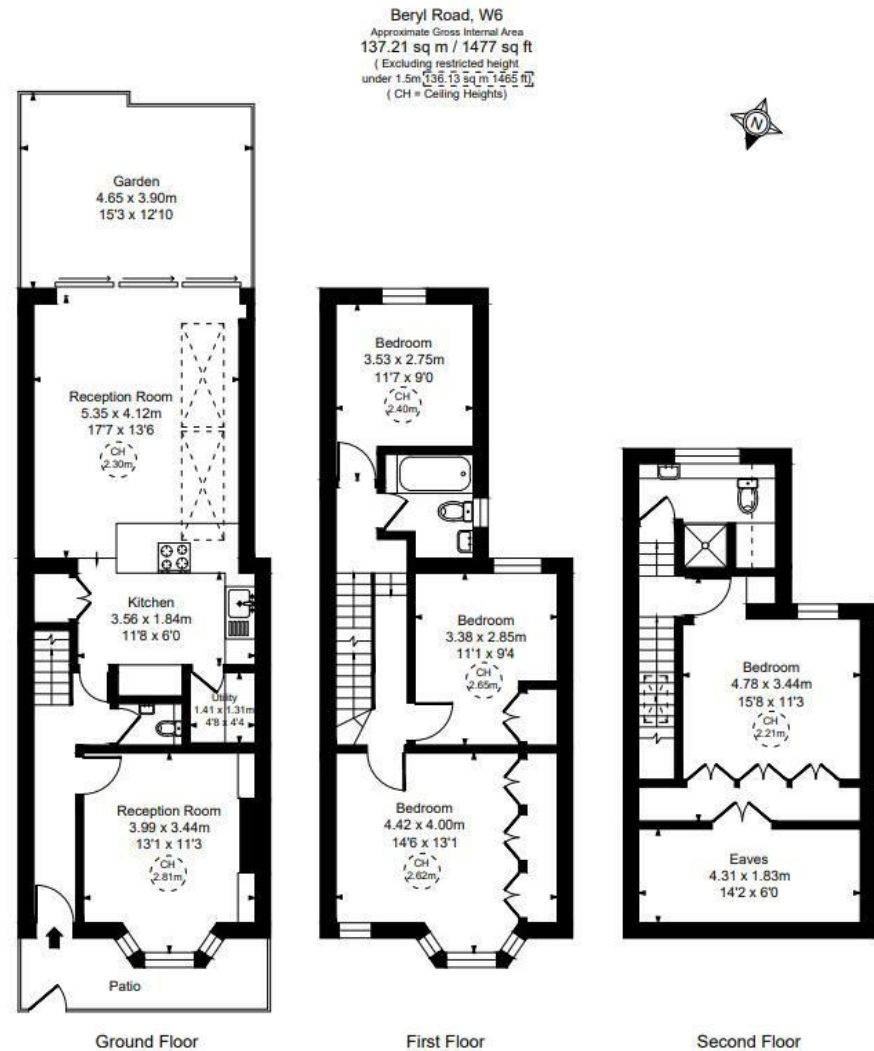 Beryl Road, W6
Approximate Gross Internal Area
137.21 sq m / 1477 sq ft
( Excluding restricted height
under 1.5m 136.13 sq m 1465 ft)
( CH = Ceiling Heights)
N
Garden
4.65 x 3.90m
15'3 x 12'10
Reception Room
5.35 x 4.12m
17'7 x 13'6
CH
2.30m
Kitchen
3.56 x 1.84m
11'8 x 6'0
Utility
1.41 x 1.31m
4'8 x 4'4
Reception Room
3.99 x 3.44m
13'1 x 11'3
CH
2.81m
Patio
Ground Floor
Bedroom
3.53 x 2.75m
11'7 x 9'0
CH
2.40m
Bedroom
3.38 x 2.85m
11'1 x 9'4
CH
2.65m
Bedroom
4.42 x 4.00m
14'6 x 13'1
CH
2.62m
First Floor
Bedroom
4.78 x 3.44m
15'8 x 11'3
CH
2.21m
Eaves
4.31 x 1.83m
14'2 x 6'0
Second Floor